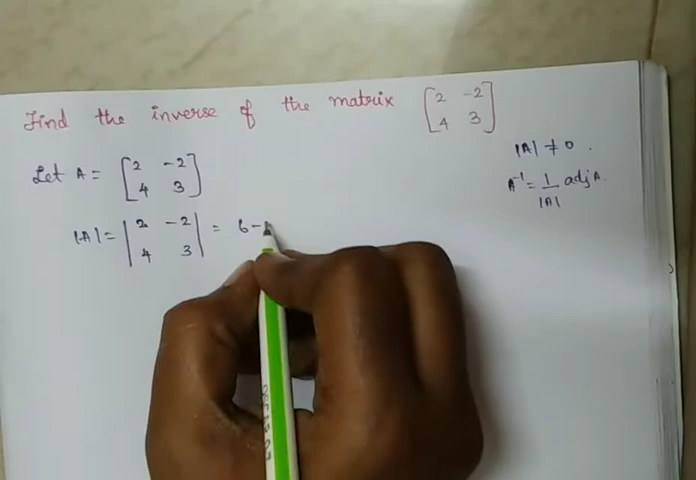 Find the inverse of the matrix [2 -2
4 3]
|A| ≠ 0.
Let A = [2 -2
4 3]
A⁻¹ = 1/|A| adj A.
|A| = |2 -2
4 3| = 6-